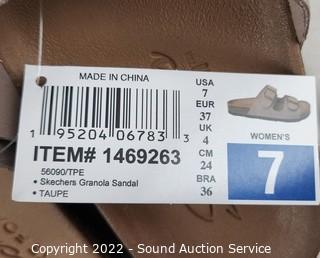 MADE IN CHINA
1 95204 06783 3
ITEM# 1469263
56090/TPE
• Skechers Granola Sandal
• TAUPE
USA
7
EUR
37
UK
4
CM
24
BRA
36
WOMEN'S
7
Copyright 2022 - Sound Auction Service